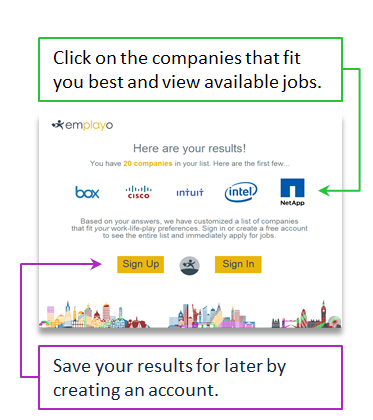 Click on the companies that fit
you best and view available jobs.
emplayo
Here are your results!
You have 20 companies in your list. Here are the first few...
box
CISCO
intuit
intel
NetApp
Based on your answers, we have customized a list of companies
that fit your work-life-play preferences. Sign in or create a free account
to see the entire list and immediately apply for jobs.
Sign Up
Sign In
Save your results for later by
creating an account.